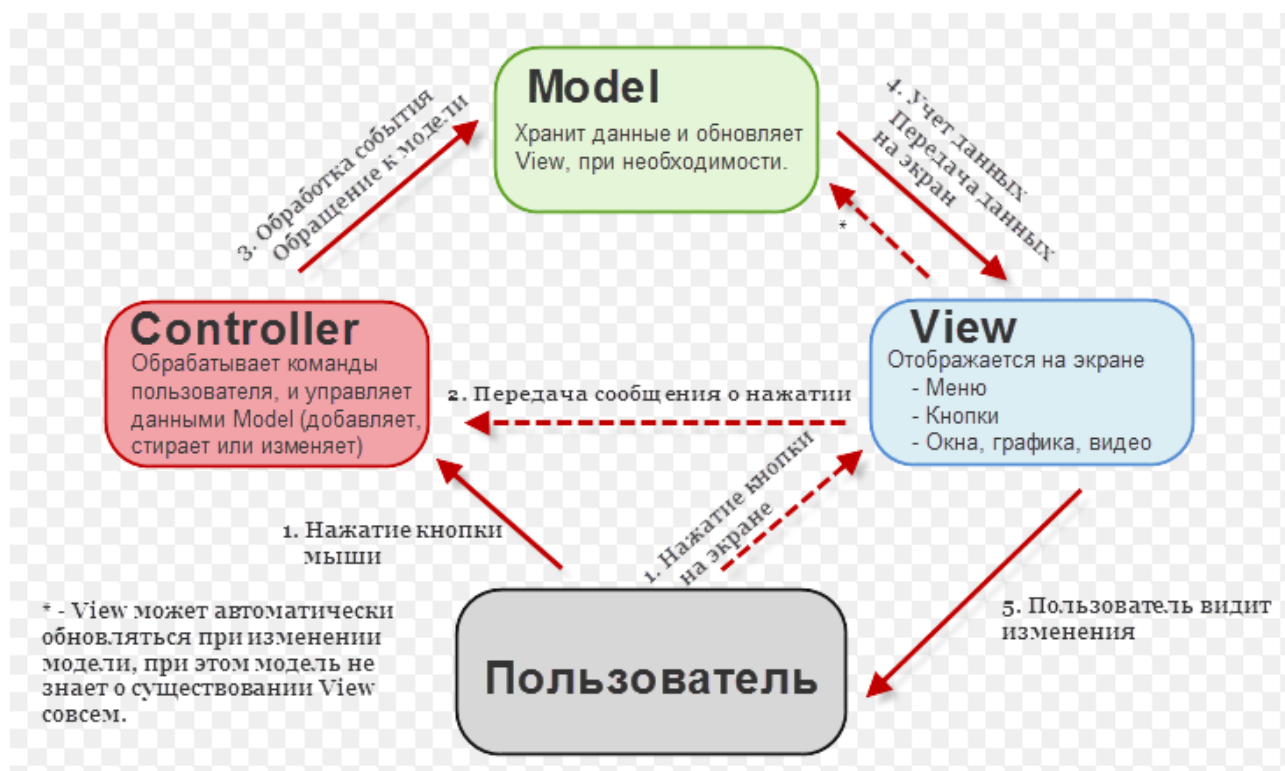 Model
Хранит данные и обновляет
View, при необходимости.
3. Обработка события
Обращение к модели
4. Учет данных
Передача данных
на экран
*
Controller
Обрабатывает команды
пользователя, и управляет
данными Model (добавляет,
стирает или изменяет)
View
Отображается на экране
- Меню
- Кнопки
- Окна, графика, видео
2. Передача сообщения о нажатии
1. Нажатие кнопки
мыши
1. Нажатие кнопки
на экране
5. Пользователь видит
изменения
* - View может автоматически
обновляться при изменении
модели, при этом модель не
знает о существовании View
совсем.
Пользователь